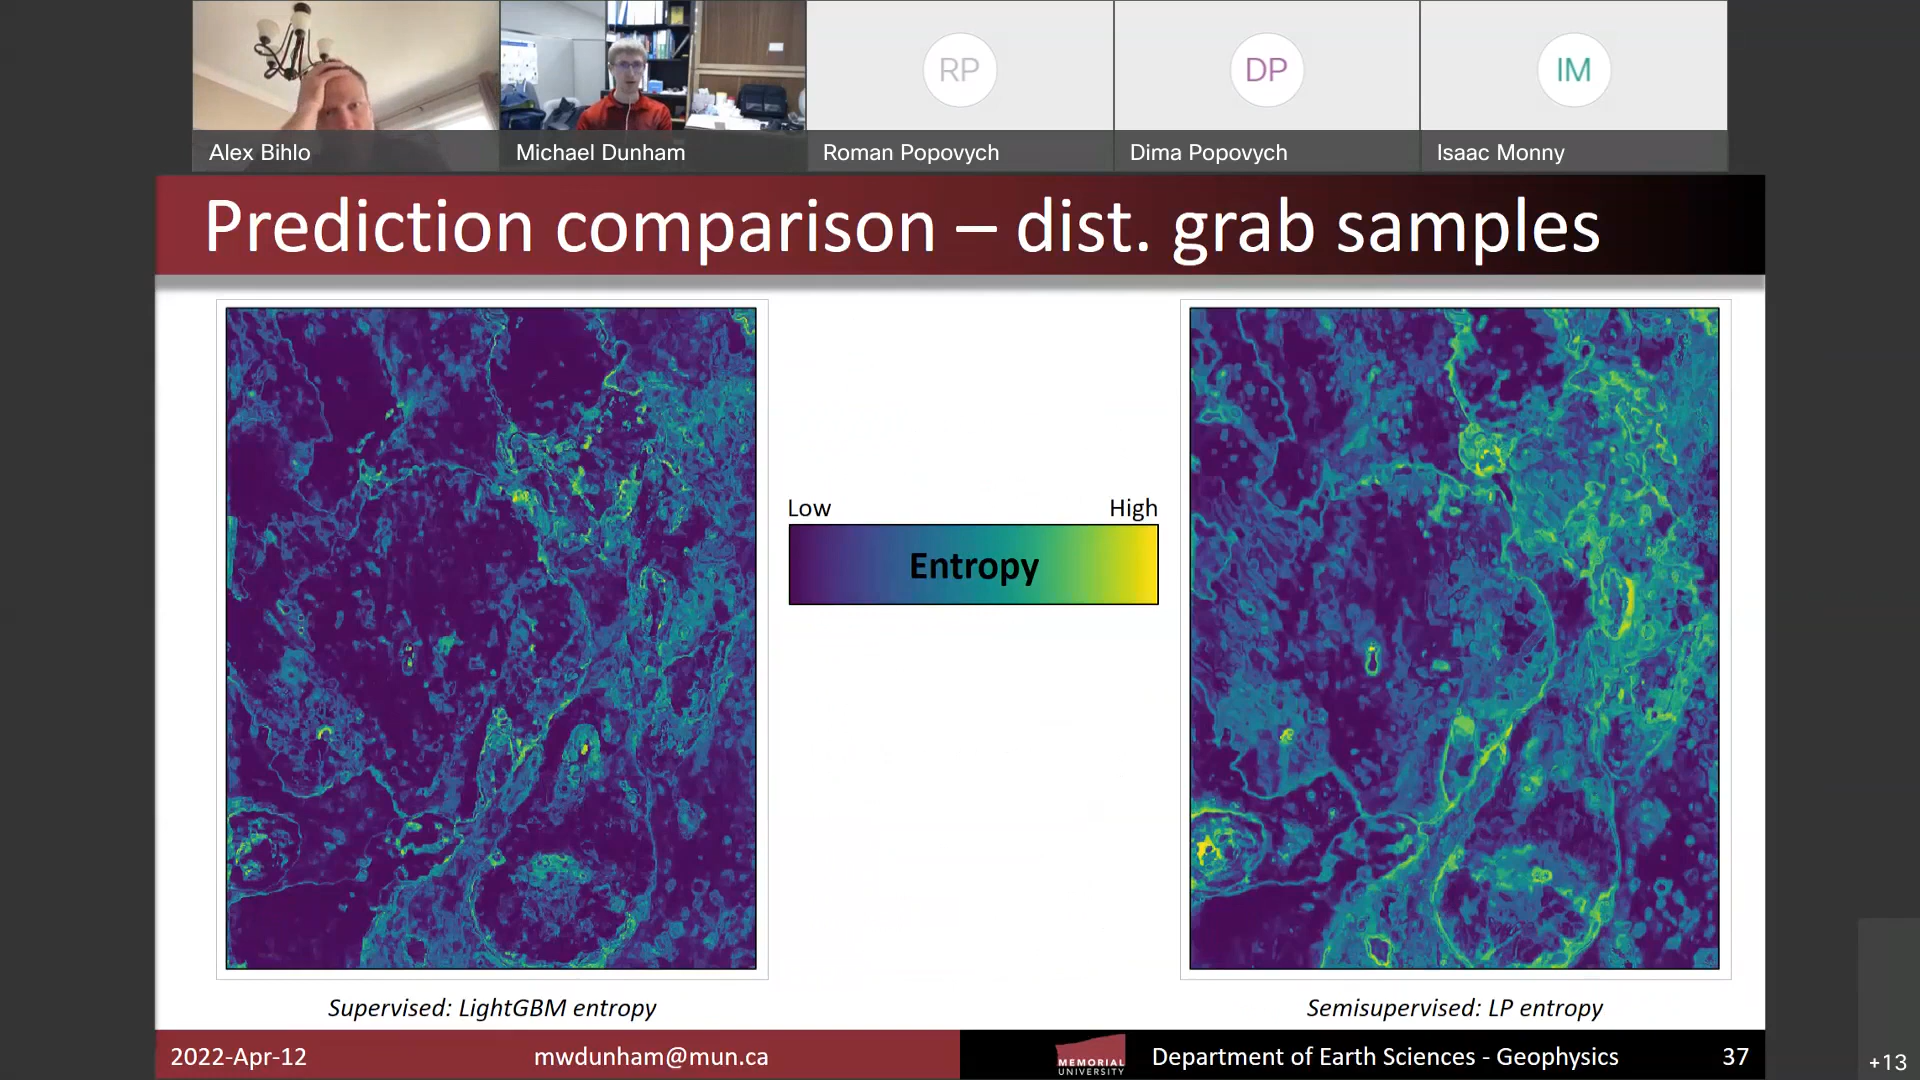 RP
DP
IM
Alex Bihlo
Michael Dunham
Roman Popovych
Dima Popovych
Isaac Monny
Prediction comparison – dist. grab samples
Low
High
Entropy
Supervised: LightGBM entropy
Semisupervised: LP entropy
2022-Apr-12
mwdunham@mun.ca
MEMORIAL
UNIVERSITY
Department of Earth Sciences - Geophysics
37
+13